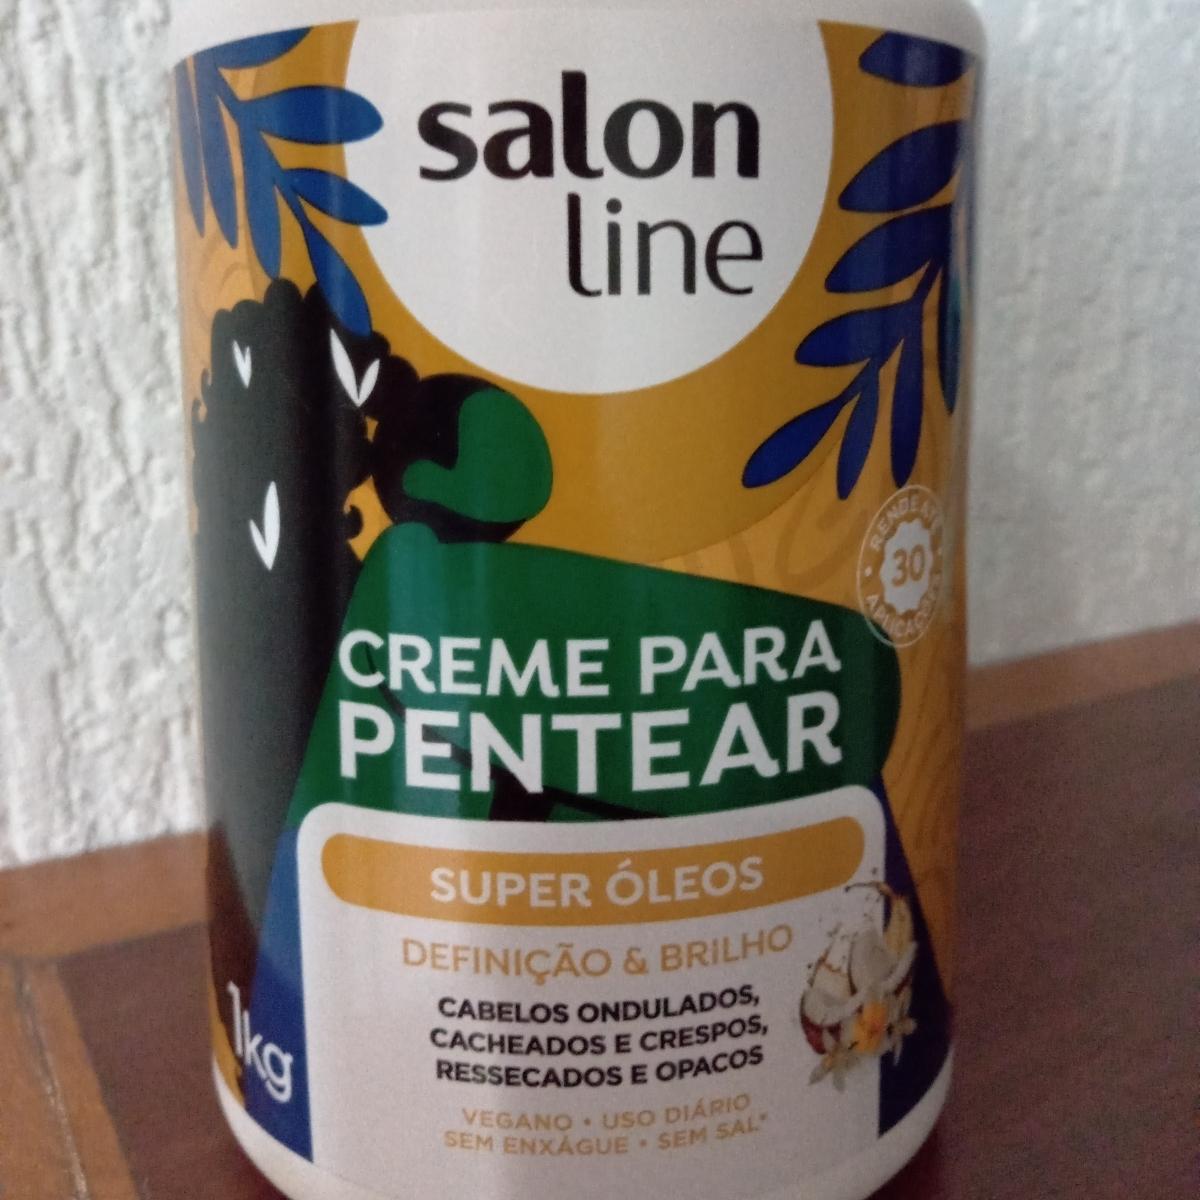 salon
line
RENDE ATÉ
30
APLICAÇÕES
CREME PARA
PENTEAR
SUPER ÓLEOS
DEFINIÇÃO & BRILHO
CABELOS ONDULADOS,
CACHEADOS E CRESPOS,
RESSECADOS E OPACOS
VEGANO • USO DIÁRIO
SEM ENXÁGUE • SEM SAL*
1kg